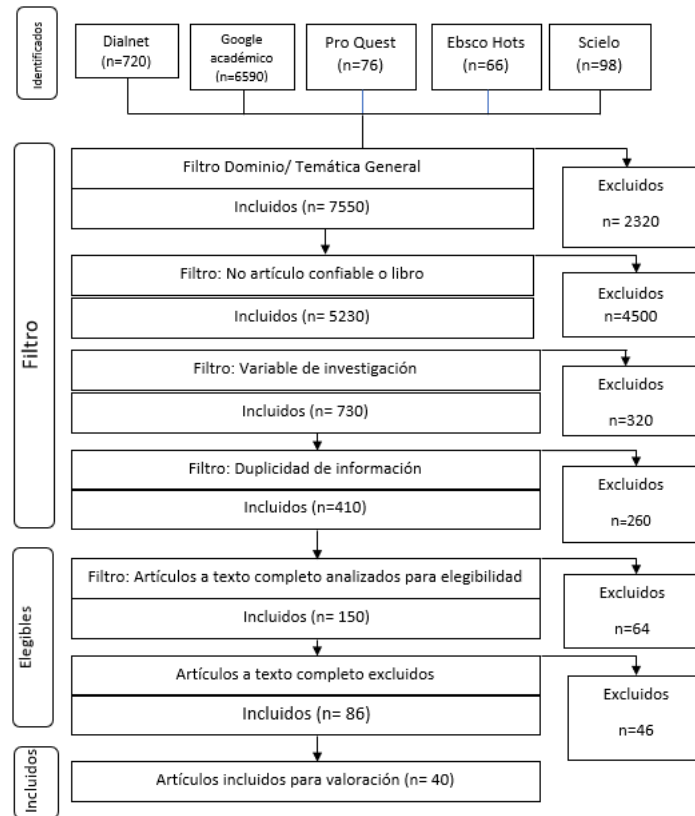 Identificados
Dialnet
(n=720)
Google
académico
(n=6590)
Pro Quest
(n=76)
Ebsco Hots
(n=66)
Scielo
(n=98)
Filtro
Filtro Dominio/ Temática General
Incluidos (n= 7550)
Excluidos
n= 2320
Filtro: No artículo confiable o libro
Incluidos (n= 5230)
Excluidos
n=4500
Filtro: Variable de investigación
Incluidos (n= 730)
Excluidos
n=320
Filtro: Duplicidad de información
Incluidos (n=410)
Excluidos
n=260
Elegibles
Filtro: Artículos a texto completo analizados para elegibilidad
Incluidos (n= 150)
Excluidos
n=64
Artículos a texto completo excluidos
Incluidos (n= 86)
Excluidos
n=46
Incluidos
Artículos incluidos para valoración (n= 40)